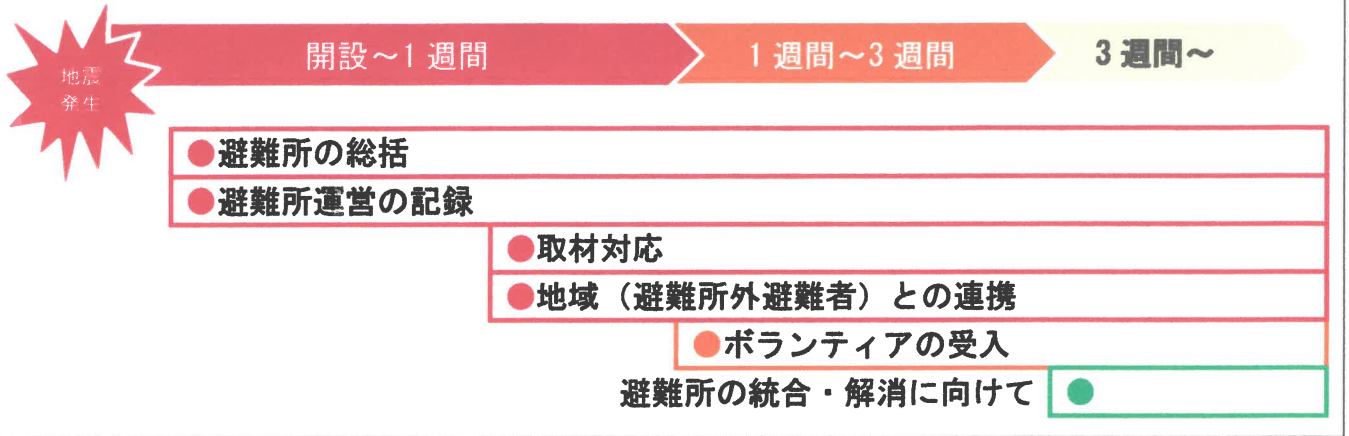 地震
発生
開設～1週間
1週間～3週間
3週間～
●避難所の総括
●避難所運営の記録
●取材対応
●地域（避難所外避難者）との連携
●ボランティアの受入
避難所の統合・解消に向けて ●